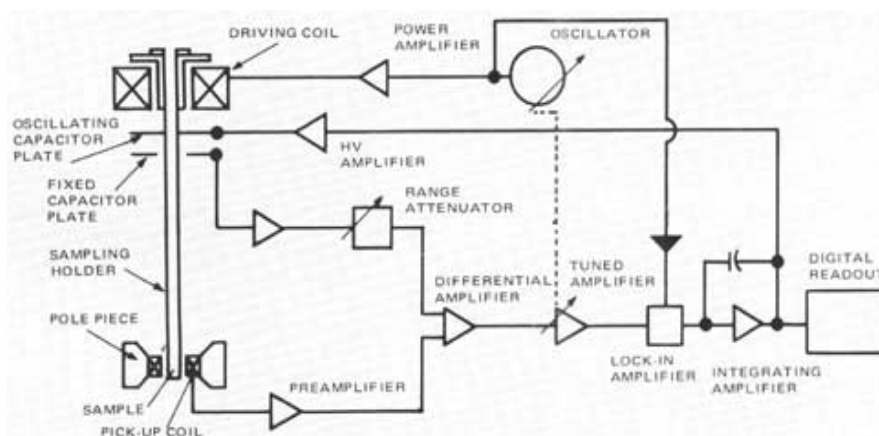 DRIVING COIL
POWER
AMPLIFIER
OSCILLATOR
OSCILLATING
CAPACITOR
PLATE
HV
AMPLIFIER
FIXED
CAPACITOR
PLATE
RANGE
ATTENUATOR
SAMPLING
HOLDER
DIFFERENTIAL
AMPLIFIER
TUNED
AMPLIFIER
DIGITAL
READOUT
POLE PIECE
LOCK-IN
AMPLIFIER
INTEGRATING
AMPLIFIER
PREAMPLIFIER
SAMPLE
PICK-UP COIL